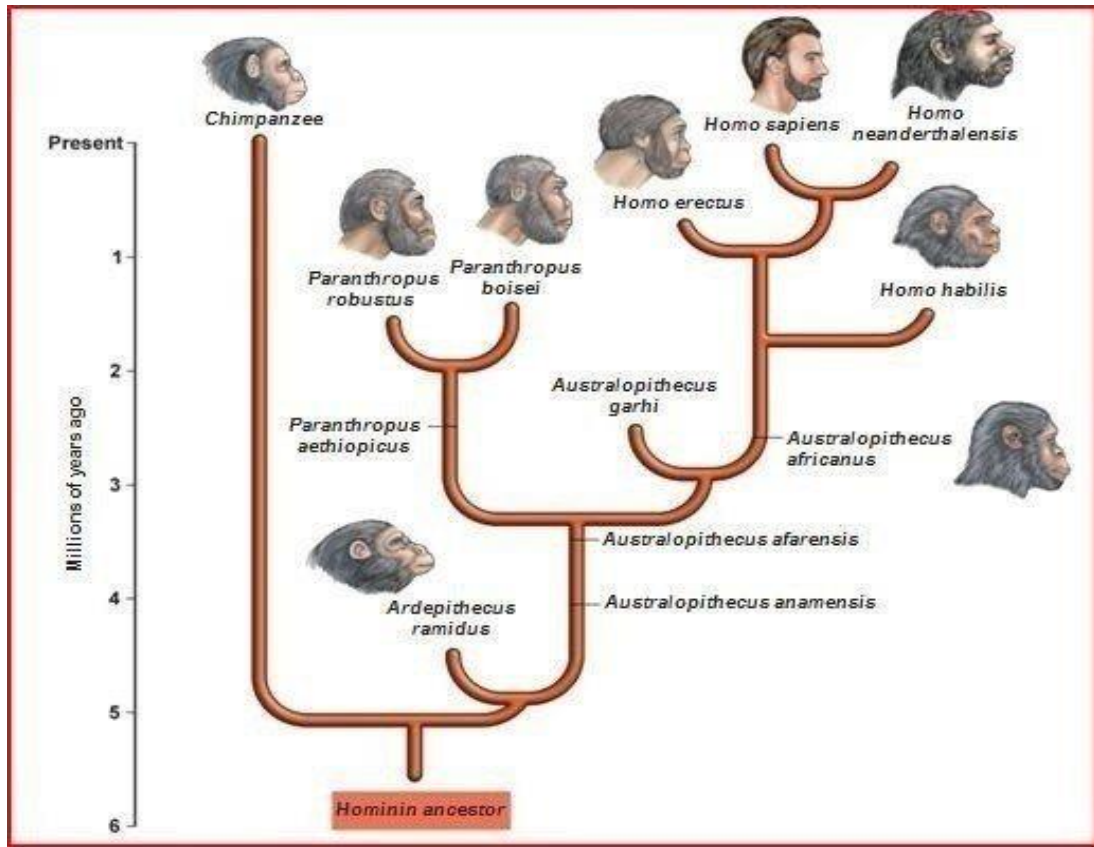 Chimpanzee
Homo sapiens
Homo
neanderthalensis
Present
Homo erectus
1
Paranthropus
robustus
Paranthropus
boisei
Homo habilis
2
Australopithecus
garhi
Paranthropus
aethiopicus
Australopithecus
africanus
3
Millions of years ago
Australopithecus afarensis
4
Ardepithecus
ramidus
Australopithecus anamensis
5
Hominin ancestor
6